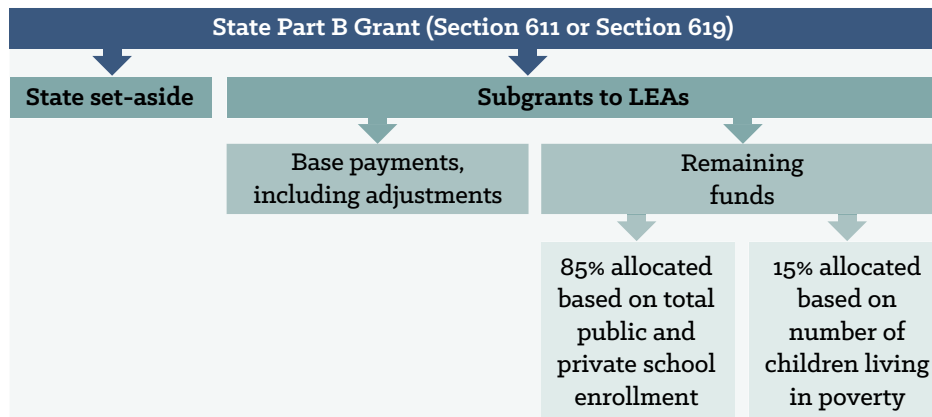 State Part B Grant (Section 611 or Section 619)
State set-aside
Subgrants to LEAs
Base payments,
including adjustments
Remaining
funds
85% allocated
based on total
public and
private school
enrollment
15% allocated
based on
number of
children living
in poverty